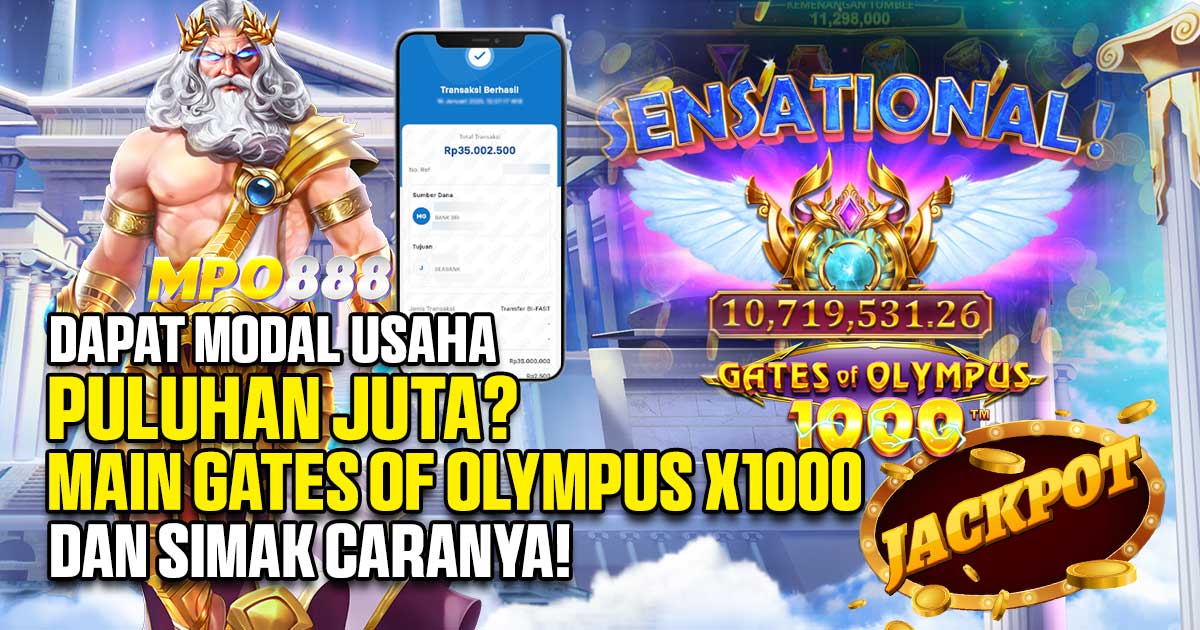 KEMENANGAN TUMBLE
11,298,000
SENSATIONAL!
10,719,531.26
GATES of OLYMPUS
1000™
JACKPOT
Transaksi Berhasil
Total Transaksi
Rp35.002.500
No. Ref
Sumber Dana
BANK BRI
Tujuan
J
SEABANK
Jenis Transaksi
Transfer BI-FAST
Rp35.000.000
Rp2.500
MPO888
DAPAT MODAL USAHA
PULUHAN JUTA?
MAIN GATES OF OLYMPUS X1000
DAN SIMAK CARANYA!